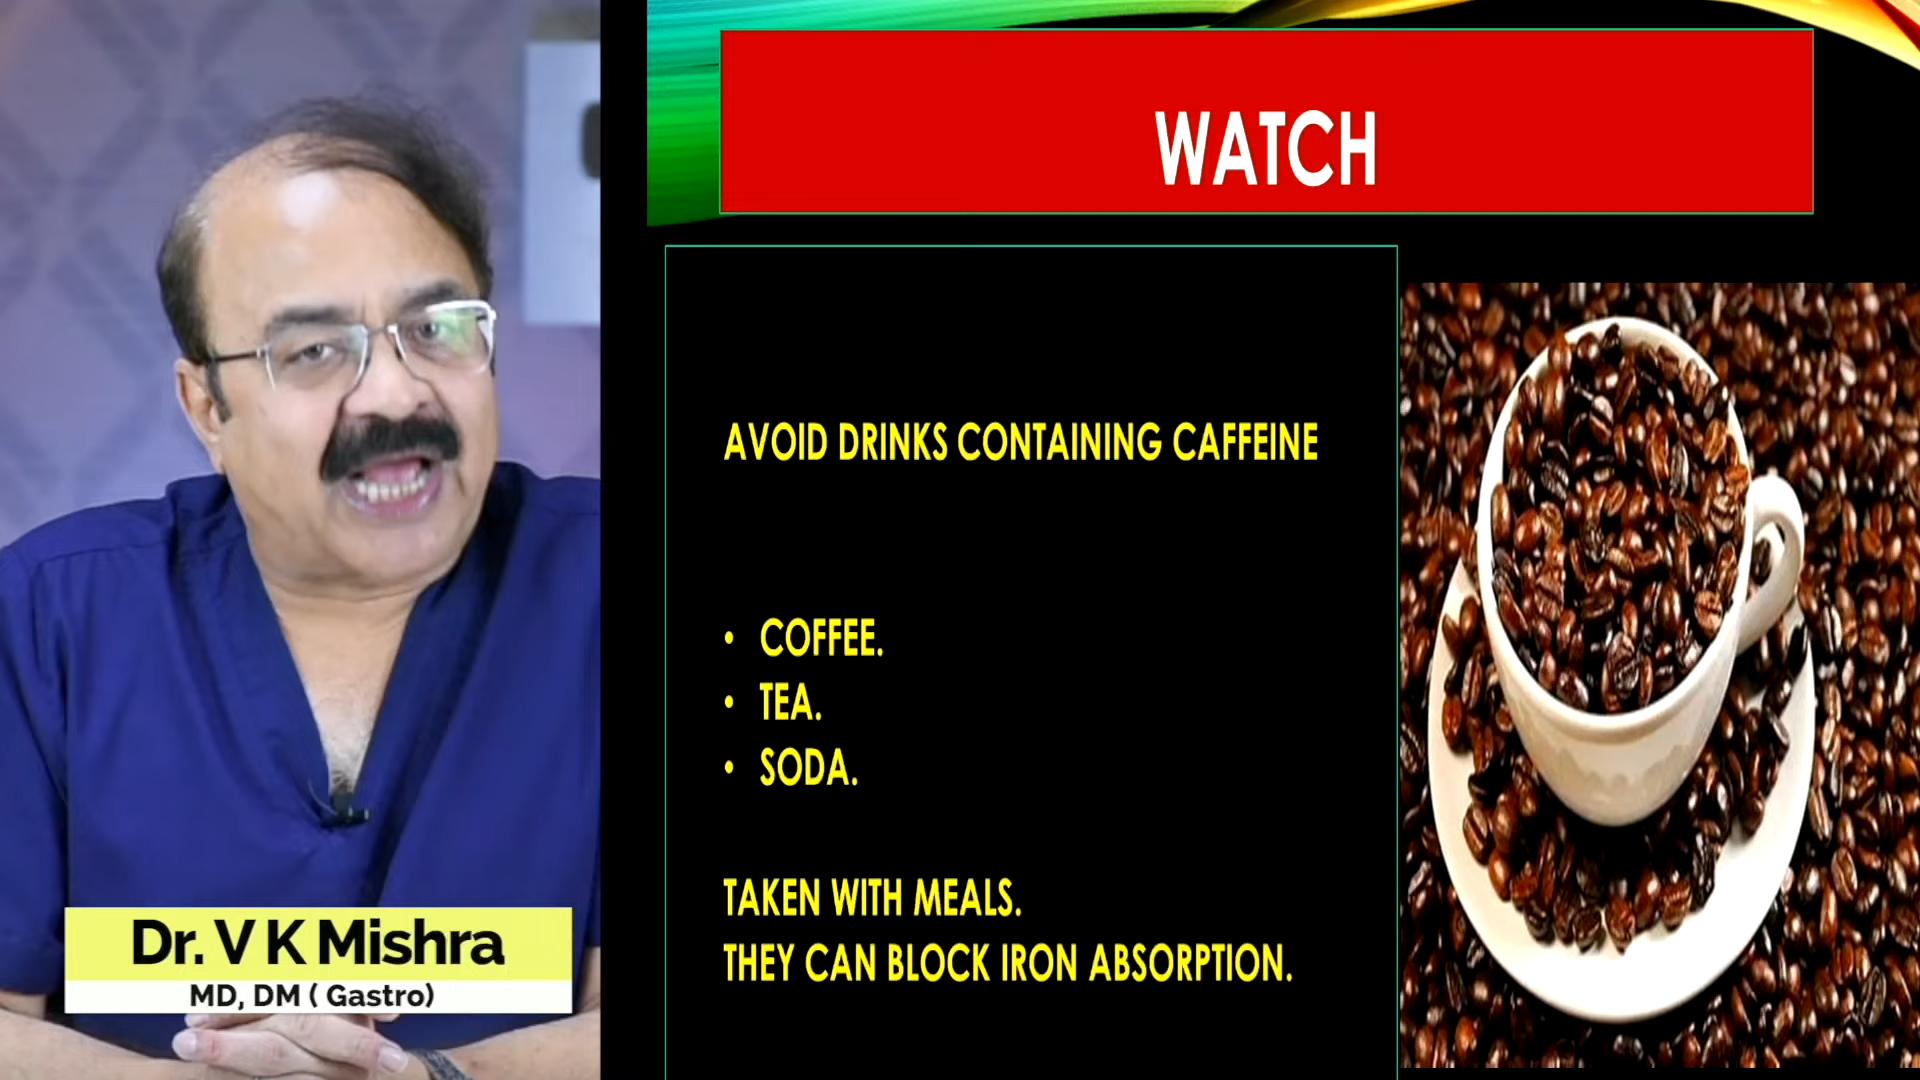 WATCH
AVOID DRINKS CONTAINING CAFFEINE
• COFFEE.
• TEA.
• SODA.
TAKEN WITH MEALS.
THEY CAN BLOCK IRON ABSORPTION.
Dr. V K Mishra
MD, DM ( Gastro)